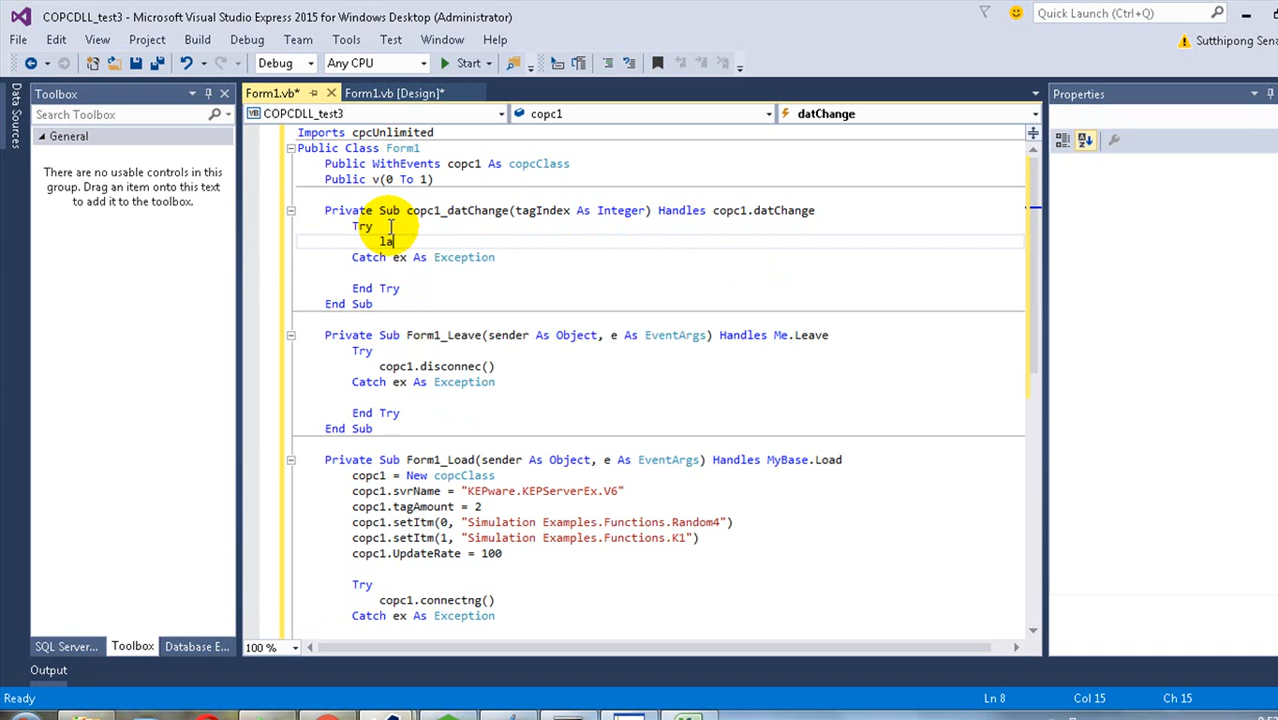 COPCDLL_test3 - Microsoft Visual Studio Express 2015 for Windows Desktop (Administrator)
Quick Launch (Ctrl+Q)
File Edit View Project Build Debug Team Tools Test Window Help
Sutthipong Sena
Debug Any CPU Start
Data Sources
Toolbox
Form1.vb* Form1.vb [Design]*
Properties
Search Toolbox
COPCDLL_test3 copc1 datChange
General
There are no usable controls in this
group. Drag an item onto this text
to add it to the toolbox.
Imports cpcUnlimited
Public Class Form1
Public WithEvents copc1 As copcClass
Public v(0 To 1)
Private Sub copc1_datChange(tagIndex As Integer) Handles copc1.datChange
Try
la
Catch ex As Exception
End Try
End Sub
Private Sub Form1_Leave(sender As Object, e As EventArgs) Handles Me.Leave
Try
copc1.disconnec()
Catch ex As Exception
End Try
End Sub
Private Sub Form1_Load(sender As Object, e As EventArgs) Handles MyBase.Load
copc1 = New copcClass
copc1.svrName = "KEPware.KEPServerEx.V6"
copc1.tagAmount = 2
copc1.setItm(0, "Simulation Examples.Functions.Random4")
copc1.setItm(1, "Simulation Examples.Functions.K1")
copc1.UpdateRate = 100
Try
copc1.connectng()
Catch ex As Exception
SQL Server... Toolbox Database E...
100 %
Output
Ready Ln 8 Col 15 Ch 15